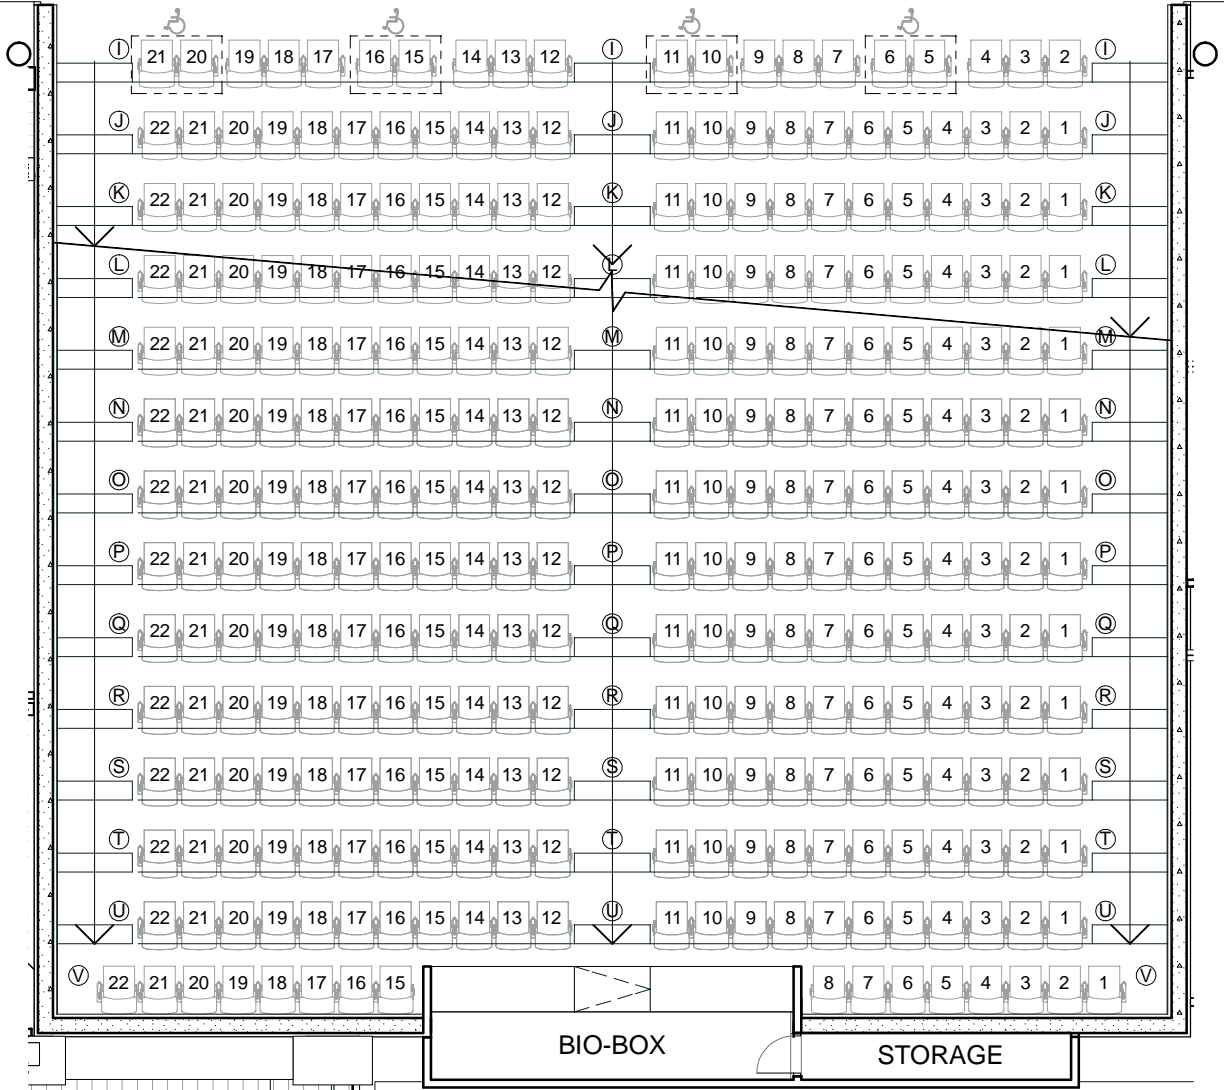 I 21 20 19 18 17 16 15 14 13 12 I 11 10 9 8 7 6 5 4 3 2 I
J 22 21 20 19 18 17 16 15 14 13 12 J 11 10 9 8 7 6 5 4 3 2 1 J
K 22 21 20 19 18 17 16 15 14 13 12 K 11 10 9 8 7 6 5 4 3 2 1 K
L 22 21 20 19 18 17 16 15 14 13 12 L 11 10 9 8 7 6 5 4 3 2 1 L
M 22 21 20 19 18 17 16 15 14 13 12 M 11 10 9 8 7 6 5 4 3 2 1 M
N 22 21 20 19 18 17 16 15 14 13 12 N 11 10 9 8 7 6 5 4 3 2 1 N
O 22 21 20 19 18 17 16 15 14 13 12 O 11 10 9 8 7 6 5 4 3 2 1 O
P 22 21 20 19 18 17 16 15 14 13 12 P 11 10 9 8 7 6 5 4 3 2 1 P
Q 22 21 20 19 18 17 16 15 14 13 12 Q 11 10 9 8 7 6 5 4 3 2 1 Q
R 22 21 20 19 18 17 16 15 14 13 12 R 11 10 9 8 7 6 5 4 3 2 1 R
S 22 21 20 19 18 17 16 15 14 13 12 S 11 10 9 8 7 6 5 4 3 2 1 S
T 22 21 20 19 18 17 16 15 14 13 12 T 11 10 9 8 7 6 5 4 3 2 1 T
U 22 21 20 19 18 17 16 15 14 13 12 U 11 10 9 8 7 6 5 4 3 2 1 U
V 22 21 20 19 18 17 16 15 8 7 6 5 4 3 2 1 V
BIO-BOX
STORAGE